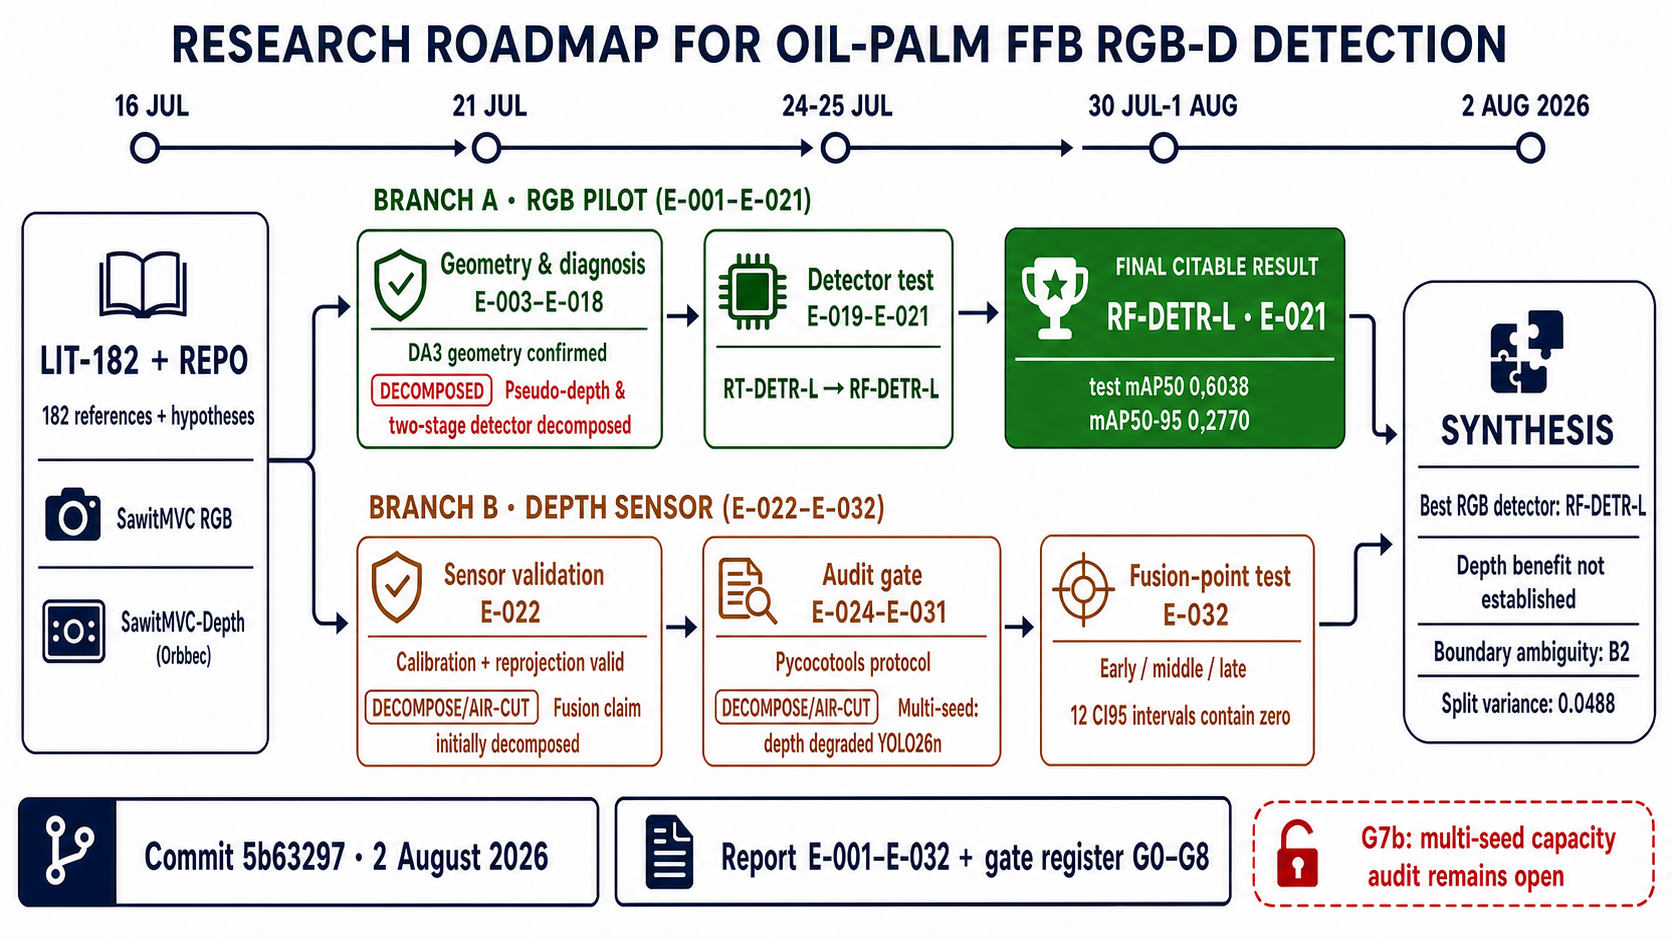 RESEARCH ROADMAP FOR OIL-PALM FFB RGB-D DETECTION
16 JUL
21 JUL
24-25 JUL
30 JUL-1 AUG
2 AUG 2026
LIT-182 + REPO
182 references + hypotheses
SawitMVC RGB
SawitMVC-Depth
(Orbbec)
BRANCH A • RGB PILOT (E-001–E-021)
Geometry & diagnosis
E-003–E-018
DA3 geometry confirmed
DECOMPOSED Pseudo-depth &
two-stage detector decomposed
Detector test
E-019–E-021
RT-DETR-L → RF-DETR-L
FINAL CITABLE RESULT
RF-DETR-L • E-021
test mAP50 0,6038
mAP50-95 0,2770
BRANCH B • DEPTH SENSOR (E-022–E-032)
Sensor validation
E-022
Calibration + reprojection valid
DECOMPOSE/AIR-CUT Fusion claim
initially decomposed
Audit gate
E-024–E-031
Pycocotools protocol
DECOMPOSE/AIR-CUT Multi-seed:
depth degraded YOLO26n
Fusion-point test
E-032
Early / middle / late
12 CI95 intervals contain zero
SYNTHESIS
Best RGB detector: RF-DETR-L
Depth benefit not
established
Boundary ambiguity: B2
Split variance: 0.0488
Commit 5b63297 • 2 August 2026
Report E-001–E-032 + gate register G0–G8
G7b: multi-seed capacity
audit remains open